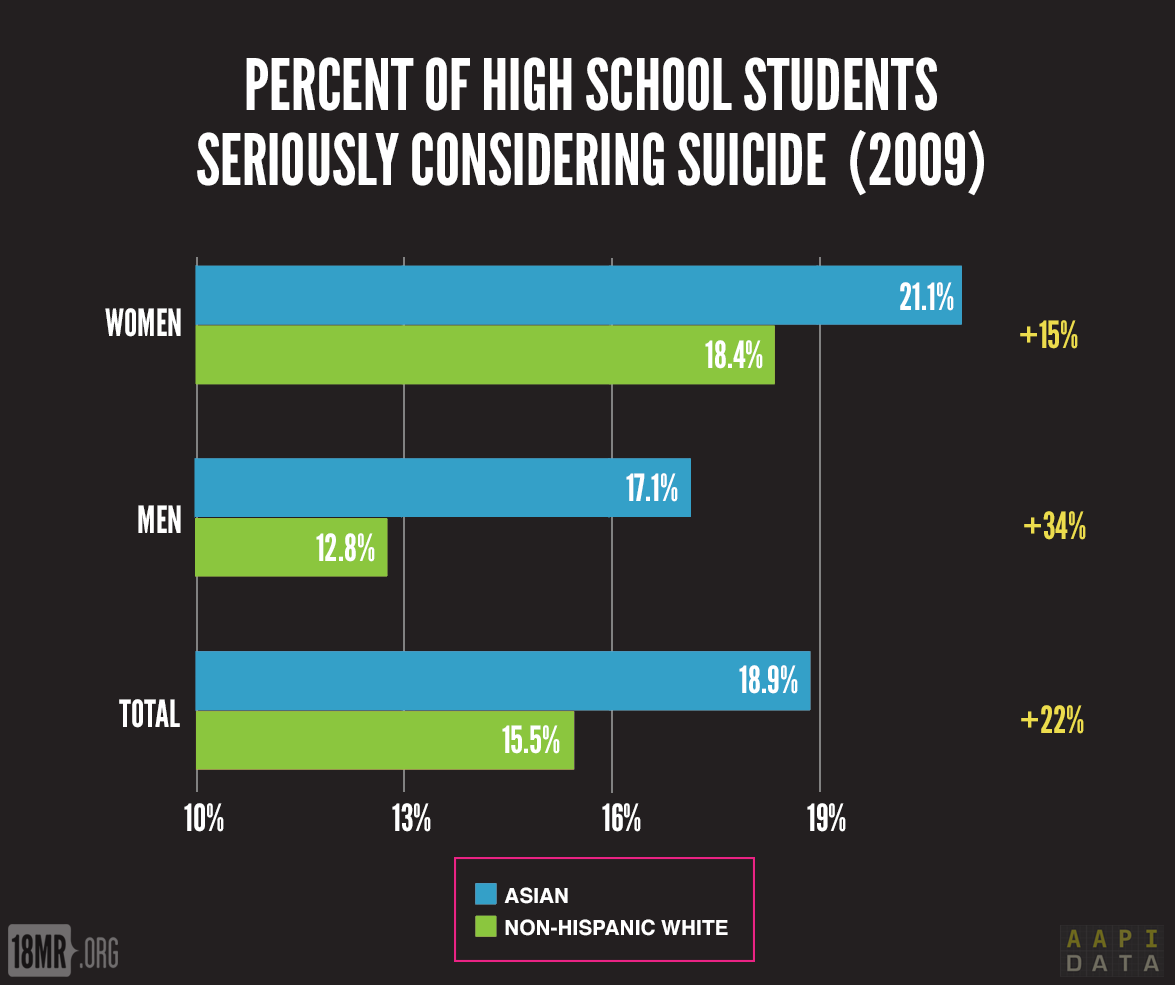 PERCENT OF HIGH SCHOOL STUDENTS
SERIOUSLY CONSIDERING SUICIDE (2009)
WOMEN
21.1%
18.4%
+15%
MEN
17.1%
12.8%
+34%
TOTAL
18.9%
15.5%
+22%
10% 13% 16% 19%
ASIAN
NON-HISPANIC WHITE
18MR.ORG
AAPI
DATA